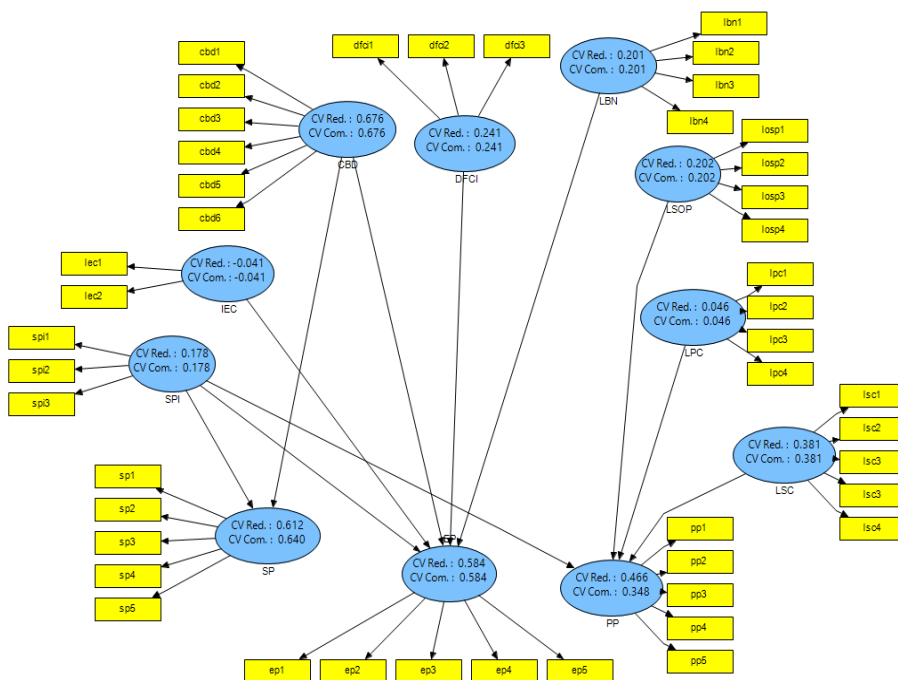 cbd1
cbd2
cbd3
cbd4
cbd5
cbd6
CV Red. : 0.676
CV Com. : 0.676
CBD
dfci1
dfci2
dfci3
CV Red. : 0.241
CV Com. : 0.241
DFCI
CV Red. : 0.201
CV Com. : 0.201
LBN
lbn1
lbn2
lbn3
lbn4
CV Red. : 0.202
CV Com. : 0.202
LSOP
losp1
losp2
losp3
losp4
Iec1
Iec2
CV Red. : -0.041
CV Com. : -0.041
IEC
CV Red. : 0.046
CV Com. : 0.046
LPC
lpc1
lpc2
lpc3
lpc4
spi1
spi2
spi3
CV Red. : 0.178
CV Com. : 0.178
SPI
CV Red. : 0.381
CV Com. : 0.381
LSC
lsc1
lsc2
lsc3
lsc3
lsc4
sp1
sp2
sp3
sp4
sp5
CV Red. : 0.612
CV Com. : 0.640
SP
EP
CV Red. : 0.584
CV Com. : 0.584
CV Red. : 0.466
CV Com. : 0.348
PP
pp1
pp2
pp3
pp4
pp5
ep1
ep2
ep3
ep4
ep5